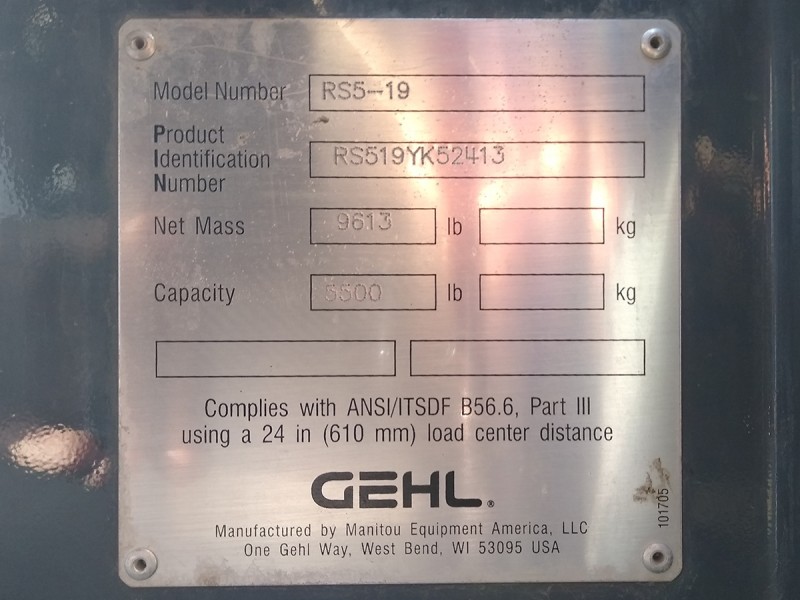 Model Number RS5-19
Product
Identification RS519YK52413
Number
Net Mass 9613 lb kg
Capacity 5500 lb kg
Complies with ANSI/ITSDF B56.6, Part III
using a 24 in (610 mm) load center distance
GEHL®
Manufactured by Manitou Equipment America, LLC
One Gehl Way, West Bend, WI 53095 USA
101705